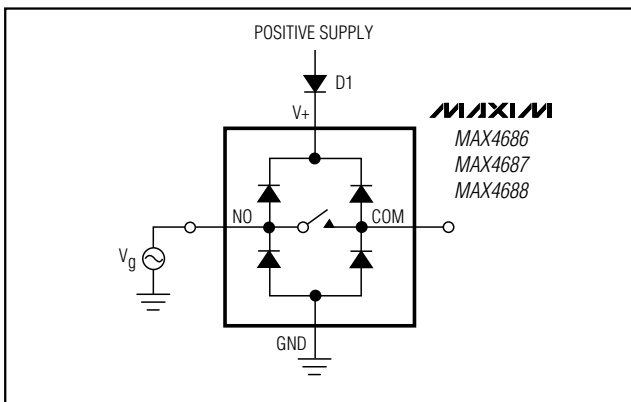 POSITIVE SUPPLY
D1
V+
MAXIM
MAX4686
MAX4687
MAX4688
NO
COM
Vg
GND